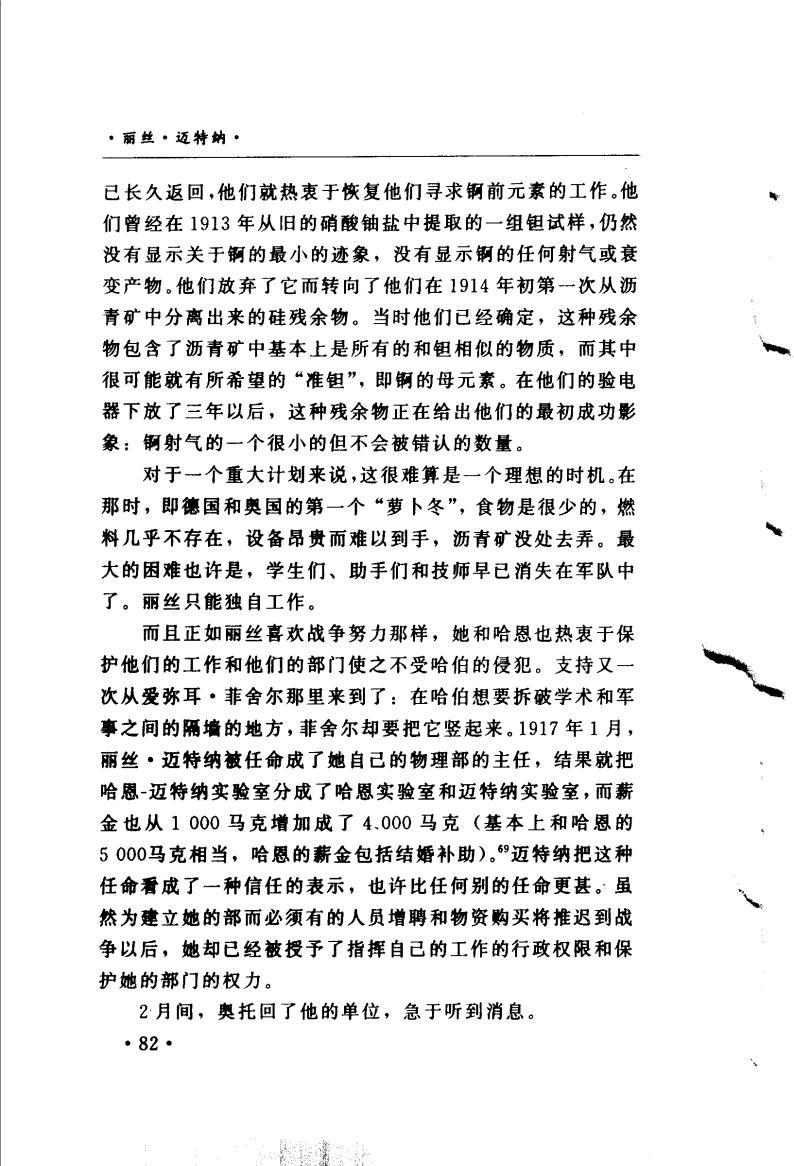 ·丽丝·迈特纳·
已长久返回,他们就热衷于恢复他们寻求锕前元素的工作。他
们曾经在1913年从旧的硝酸铀盐中提取的一组钽试样,仍然
没有显示关于锕的最小的迹象，没有显示锕的任何射气或衰
变产物。他们放弃了它而转向了他们在1914年初第一次从沥
青矿中分离出来的硅残余物。当时他们已经确定，这种残余
物包含了沥青矿中基本上是所有的和钽相似的物质，而其中
很可能就有所希望的“准钽”，即锕的母元素。在他们的验电
器下放了三年以后，这种残余物正在给出他们的最初成功影
象：锕射气的一个很小的但不会被错认的数量。
对于一个重大计划来说,这很难算是一个理想的时机。在
那时，即德国和奥国的第一个“萝卜冬”，食物是很少的，燃
料几乎不存在，设备昂贵而难以到手，沥青矿没处去弄。最
大的困难也许是，学生们、助手们和技师早已消失在军队中
了。丽丝只能独自工作。
而且正如丽丝喜欢战争努力那样，她和哈恩也热衷于保
护他们的工作和他们的部门使之不受哈伯的侵犯。支持又一
次从爱弥耳·菲舍尔那里来到了：在哈伯想要拆破学术和军
事之间的隔墙的地方,菲舍尔却要把它竖起来。1917年1月，
丽丝·迈特纳被任命成了她自己的物理部的主任，结果就把
哈恩-迈特纳实验室分成了哈恩实验室和迈特纳实验室,而薪
金也从1 000马克增加成了4,000马克（基本上和哈恩的
5 000马克相当，哈恩的薪金包括结婚补助）。69迈特纳把这种
任命看成了一种信任的表示，也许比任何别的任命更甚。虽
然为建立她的部而必须有的人员增聘和物资购买将推迟到战
争以后，她却已经被授予了指挥自己的工作的行政权限和保
护她的部门的权力。
2月间，奥托回了他的单位，急于听到消息。
·82·